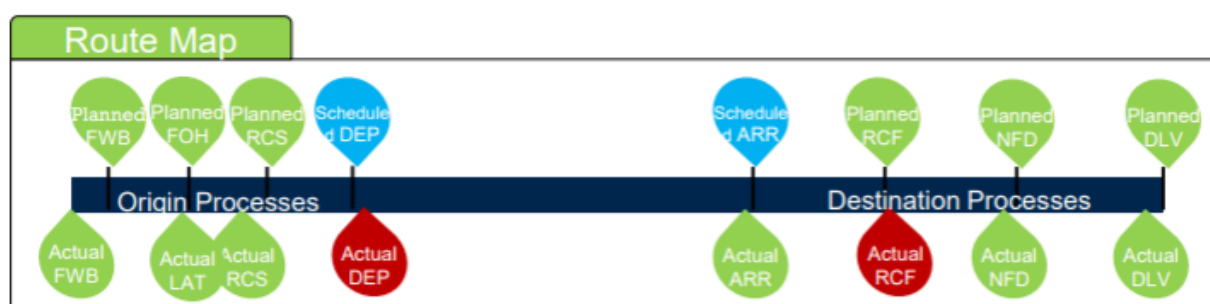 Route Map
Planned
FWB
Planned
FOH
Planned
RCS
Schedule
d DEP
Schedule
d ARR
Planned
RCF
Planned
NFD
Planned
DLV
Origin Processes
Destination Processes
Actual
FWB
Actual
LAT
Actual
RCS
Actual
DEP
Actual
ARR
Actual
RCF
Actual
NFD
Actual
DLV